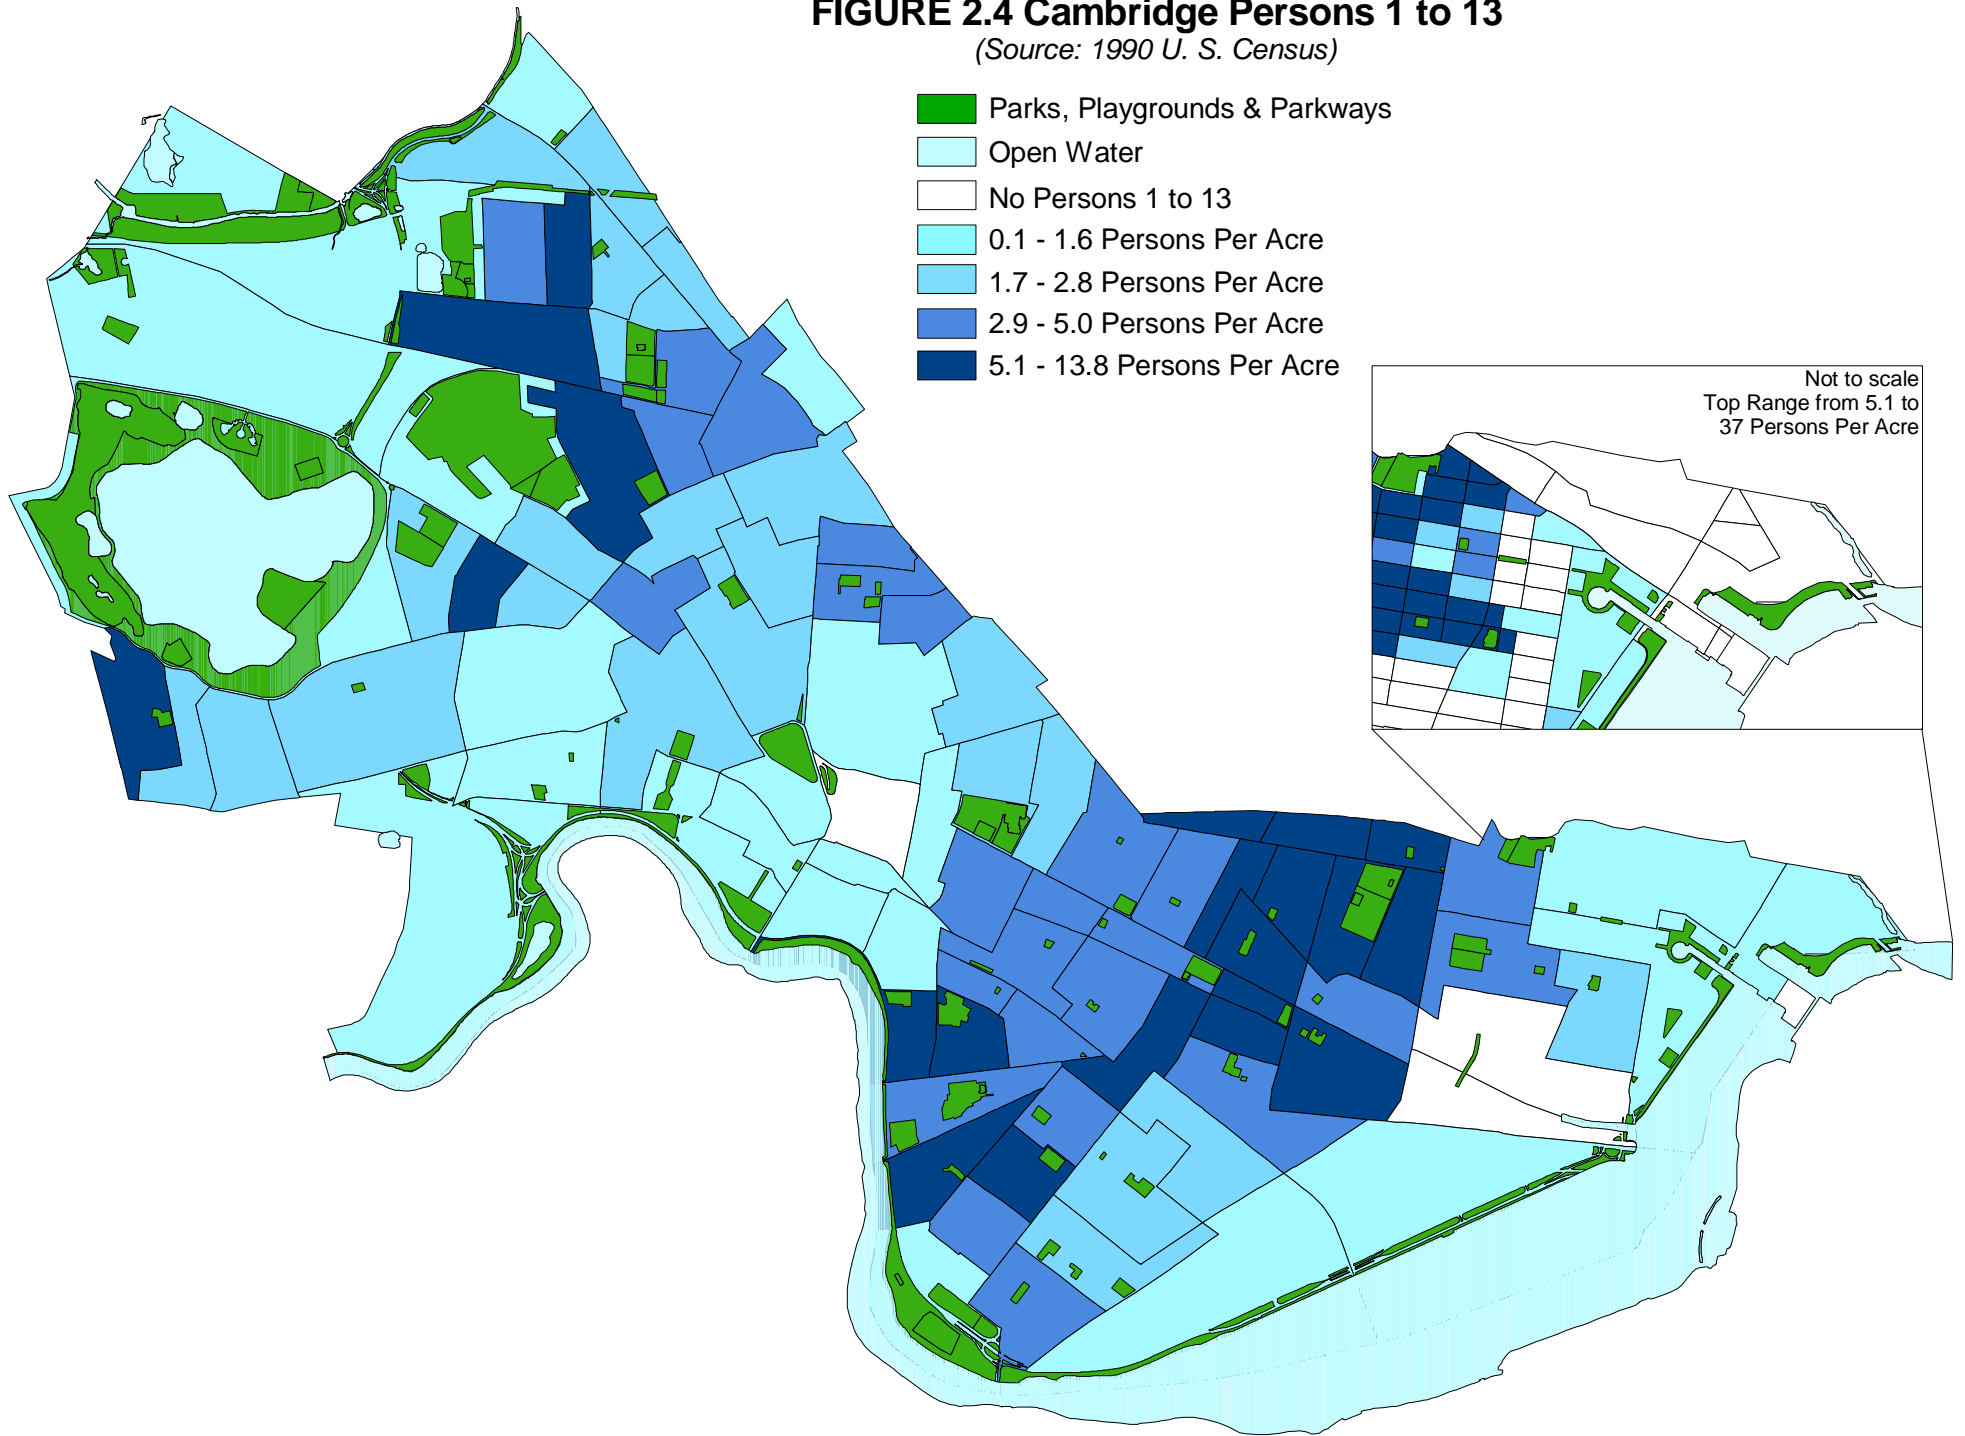 FIGURE 2.4 Cambridge Persons 1 to 13
(Source: 1990 U. S. Census)
Parks, Playgrounds & Parkways
Open Water
No Persons 1 to 13
0.1 - 1.6 Persons Per Acre
1.7 - 2.8 Persons Per Acre
2.9 - 5.0 Persons Per Acre
5.1 - 13.8 Persons Per Acre
Not to scale
Top Range from 5.1 to
37 Persons Per Acre